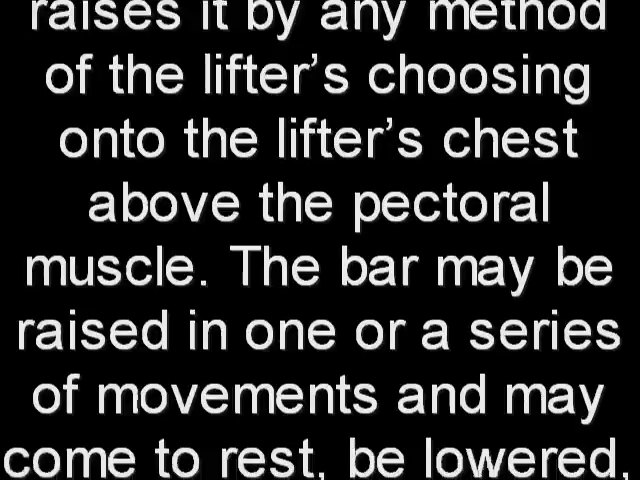 raises it by any method
of the lifter’s choosing
onto the lifter’s chest
above the pectoral
muscle. The bar may be
raised in one or a series
of movements and may
come to rest, be lowered,